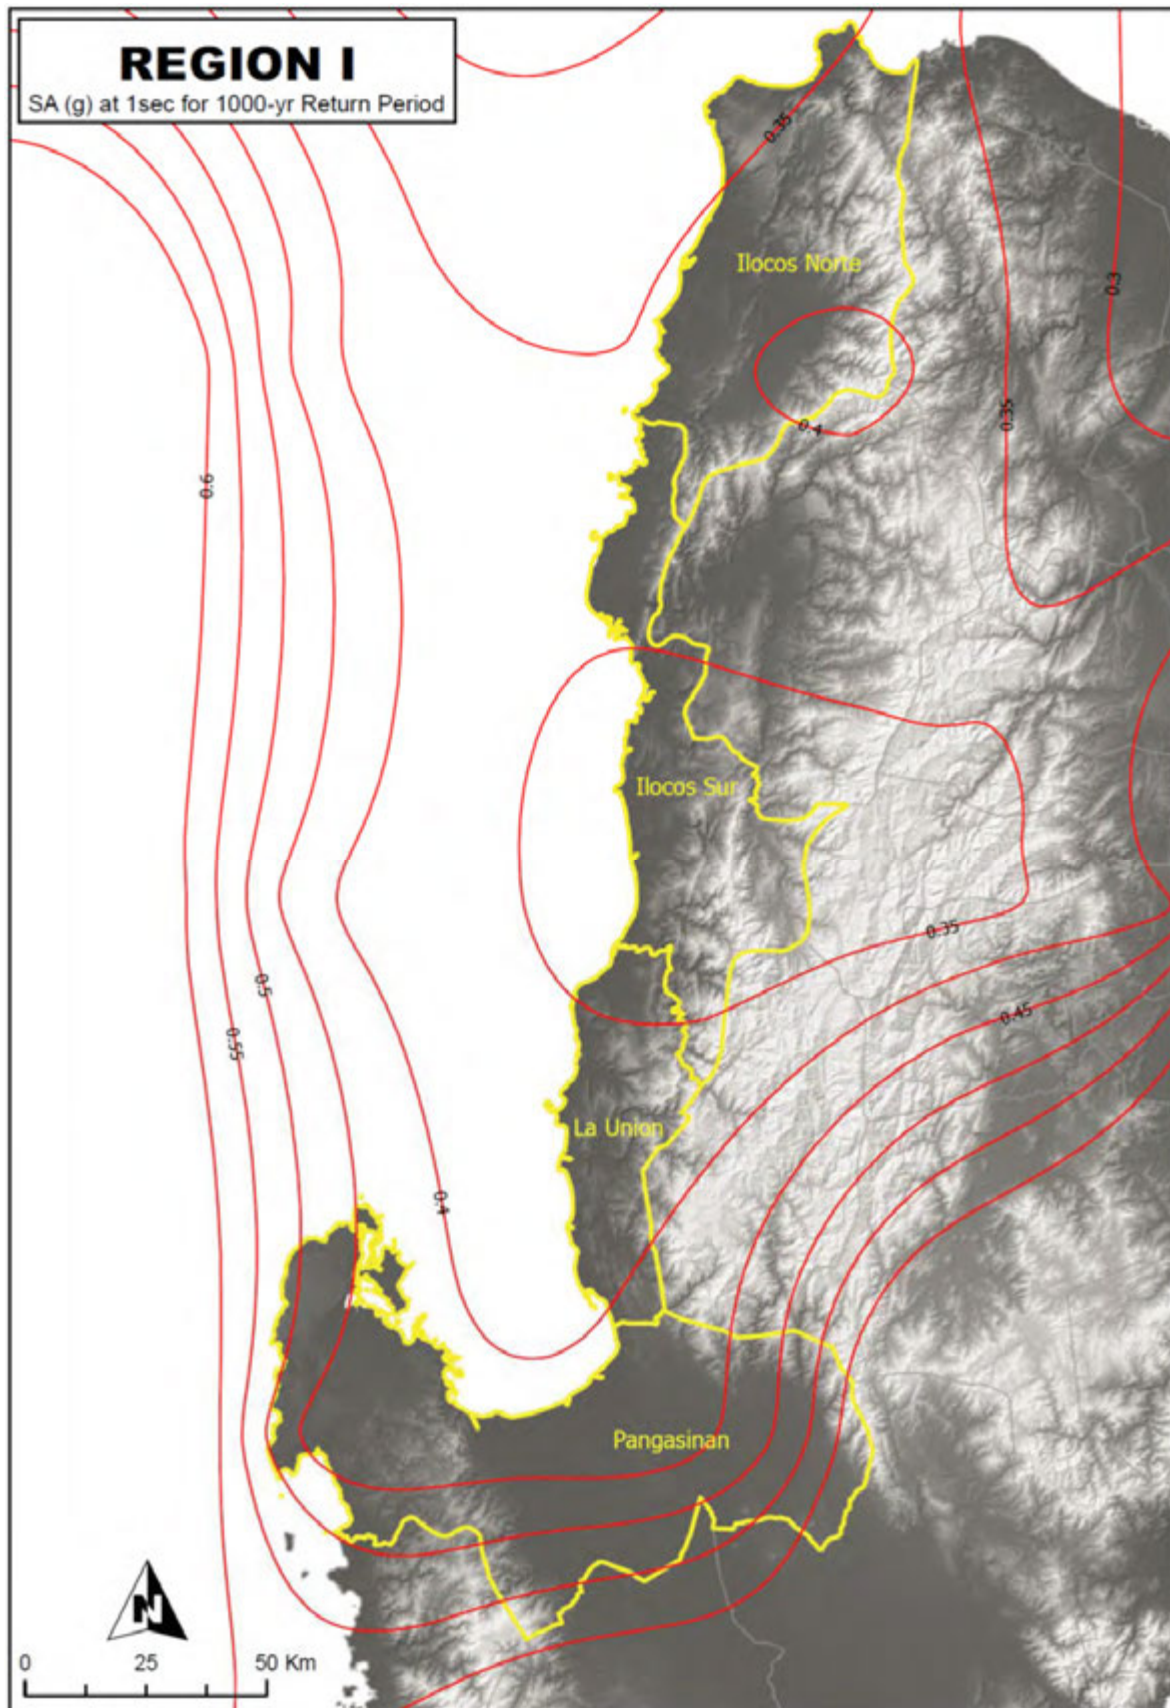 REGION I
SA (g) at 1sec for 1000-yr Return Period
0.35
Ilocos Norte
0.3
0.35
0.4
0.6
Ilocos Sur
0.35
0.5
0.45
0.55
La Union
0.4
Pangasinan
N
0 25 50 Km